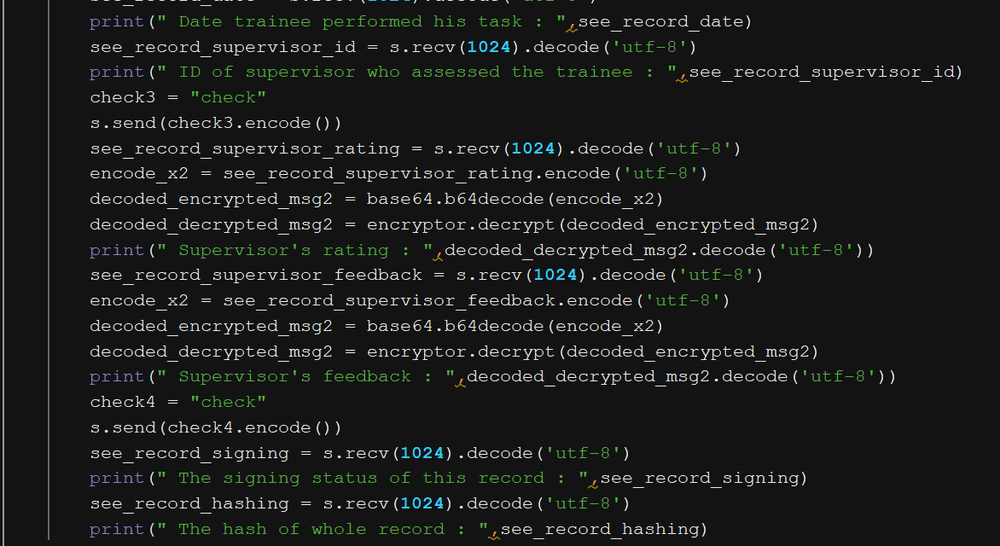 print(" Date trainee performed his task : ",see_record_date)
see_record_supervisor_id = s.recv(1024).decode('utf-8')
print(" ID of supervisor who assessed the trainee : ",see_record_supervisor_id)
check3 = "check"
s.send(check3.encode())
see_record_supervisor_rating = s.recv(1024).decode('utf-8')
encode_x2 = see_record_supervisor_rating.encode('utf-8')
decoded_encrypted_msg2 = base64.b64decode(encode_x2)
decoded_decrypted_msg2 = encryptor.decrypt(decoded_encrypted_msg2)
print(" Supervisor's rating : ",decoded_decrypted_msg2.decode('utf-8'))
see_record_supervisor_feedback = s.recv(1024).decode('utf-8')
encode_x2 = see_record_supervisor_feedback.encode('utf-8')
decoded_encrypted_msg2 = base64.b64decode(encode_x2)
decoded_decrypted_msg2 = encryptor.decrypt(decoded_encrypted_msg2)
print(" Supervisor's feedback : ",decoded_decrypted_msg2.decode('utf-8'))
check4 = "check"
s.send(check4.encode())
see_record_signing = s.recv(1024).decode('utf-8')
print(" The signing status of this record : ",see_record_signing)
see_record_hashing = s.recv(1024).decode('utf-8')
print(" The hash of whole record : ",see_record_hashing)